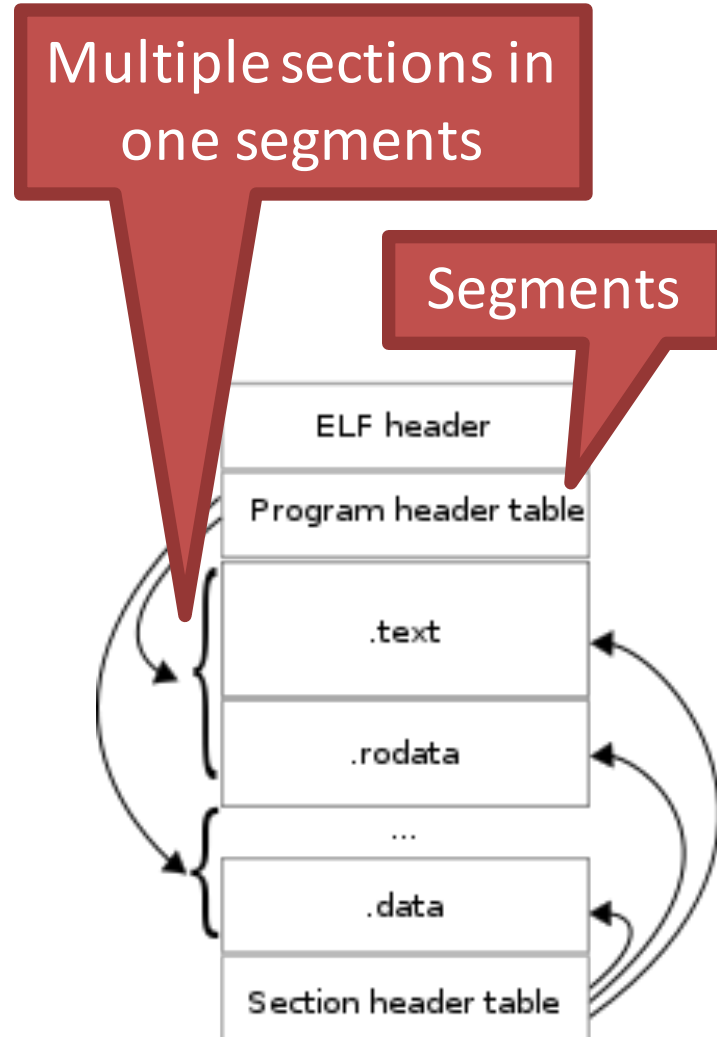 Multiple sections in
one segments
Segments
ELF header
Program header table
.text
.rodata
...
.data
Section header table